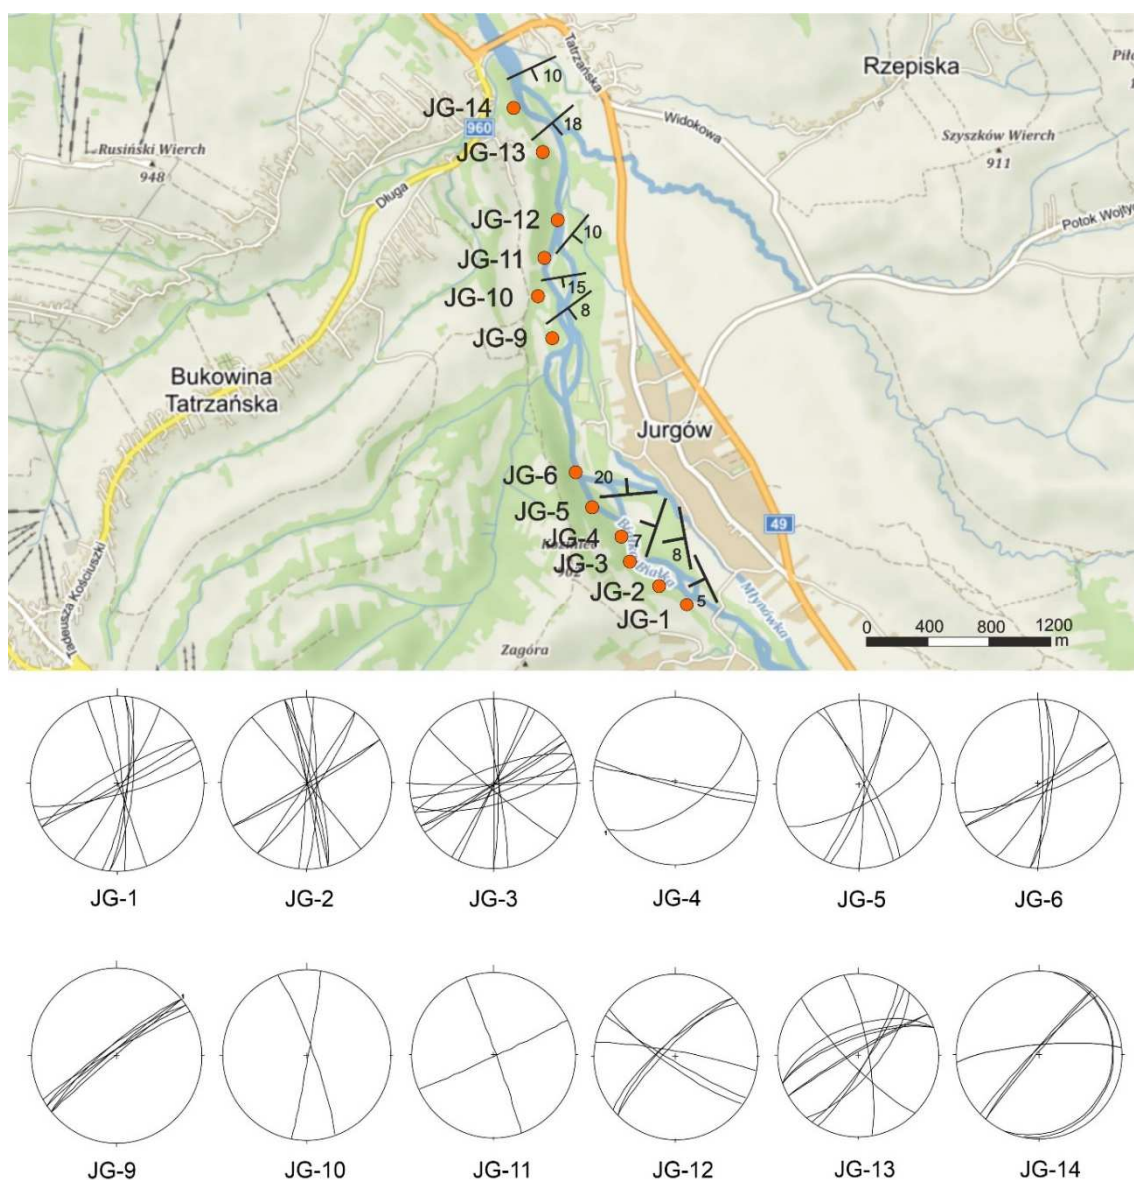 Tatrzańska
Rzepiska
Piło
10
JG-14
960
18
Widokowa
Szyszków Wierch
911
Rusiński Wierch
948
JG-13
Długa
JG-12
10
Potok Wojtyc
JG-11
JG-10
15
8
JG-9
Bukowina
Tatrzańska
Jurgów
JG-6
20
JG-5
49
JG-4
7
8
JG-3
Tadeusza Kościuszki
JG-2
5
Młynówka
JG-1
Zagóra
0 400 800 1200
m
JG-1 JG-2 JG-3 JG-4 JG-5 JG-6
JG-9 JG-10 JG-11 JG-12 JG-13 JG-14